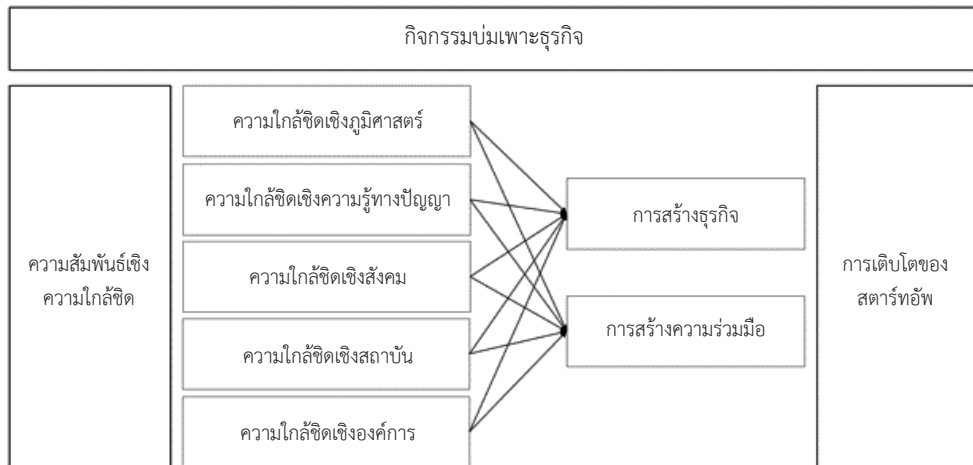 กิจกรรมบ่มเพาะธุรกิจ
ความสัมพันธ์เชิง
ความใกล้ชิด
ความใกล้ชิดเชิงภูมิศาสตร์
ความใกล้ชิดเชิงความรู้ทางปัญญา
ความใกล้ชิดเชิงสังคม
ความใกล้ชิดเชิงสถาบัน
ความใกล้ชิดเชิงองค์การ
การสร้างธุรกิจ
การสร้างความร่วมมือ
การเติบโตของ
สตาร์ทอัพ